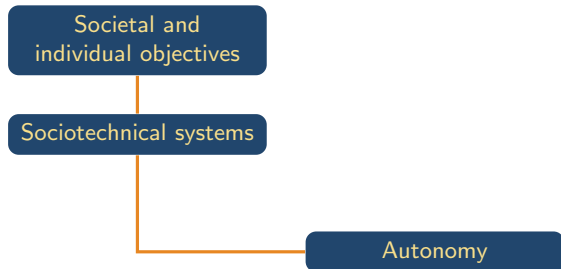 Societal and
individual objectives
Sociotechnical systems
Autonomy